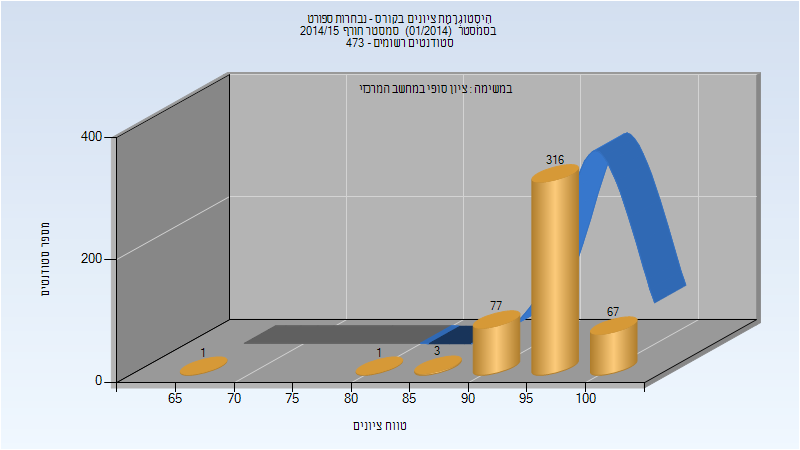 היסטוגרמת ציונים בקורס - נבחרות ספורט
בסמסטר (01/2014) סמסטר חורף 2014/15
סטודנטים רשומים - 473
במשימה : ציון סופי במחשב המרכזי
מספר סטודנטים
400
200
0
1
1
3
77
316
67
65
70
75
80
85
90
95
100
טווח ציונים